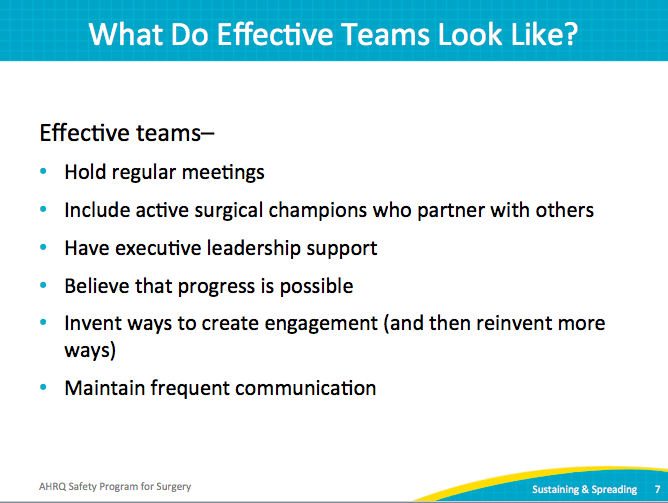 What Do Effective Teams Look Like?
Effective teams–
• Hold regular meetings
• Include active surgical champions who partner with others
• Have executive leadership support
• Believe that progress is possible
• Invent ways to create engagement (and then reinvent more
ways)
• Maintain frequent communication
AHRQ Safety Program for Surgery
Sustaining & Spreading 7